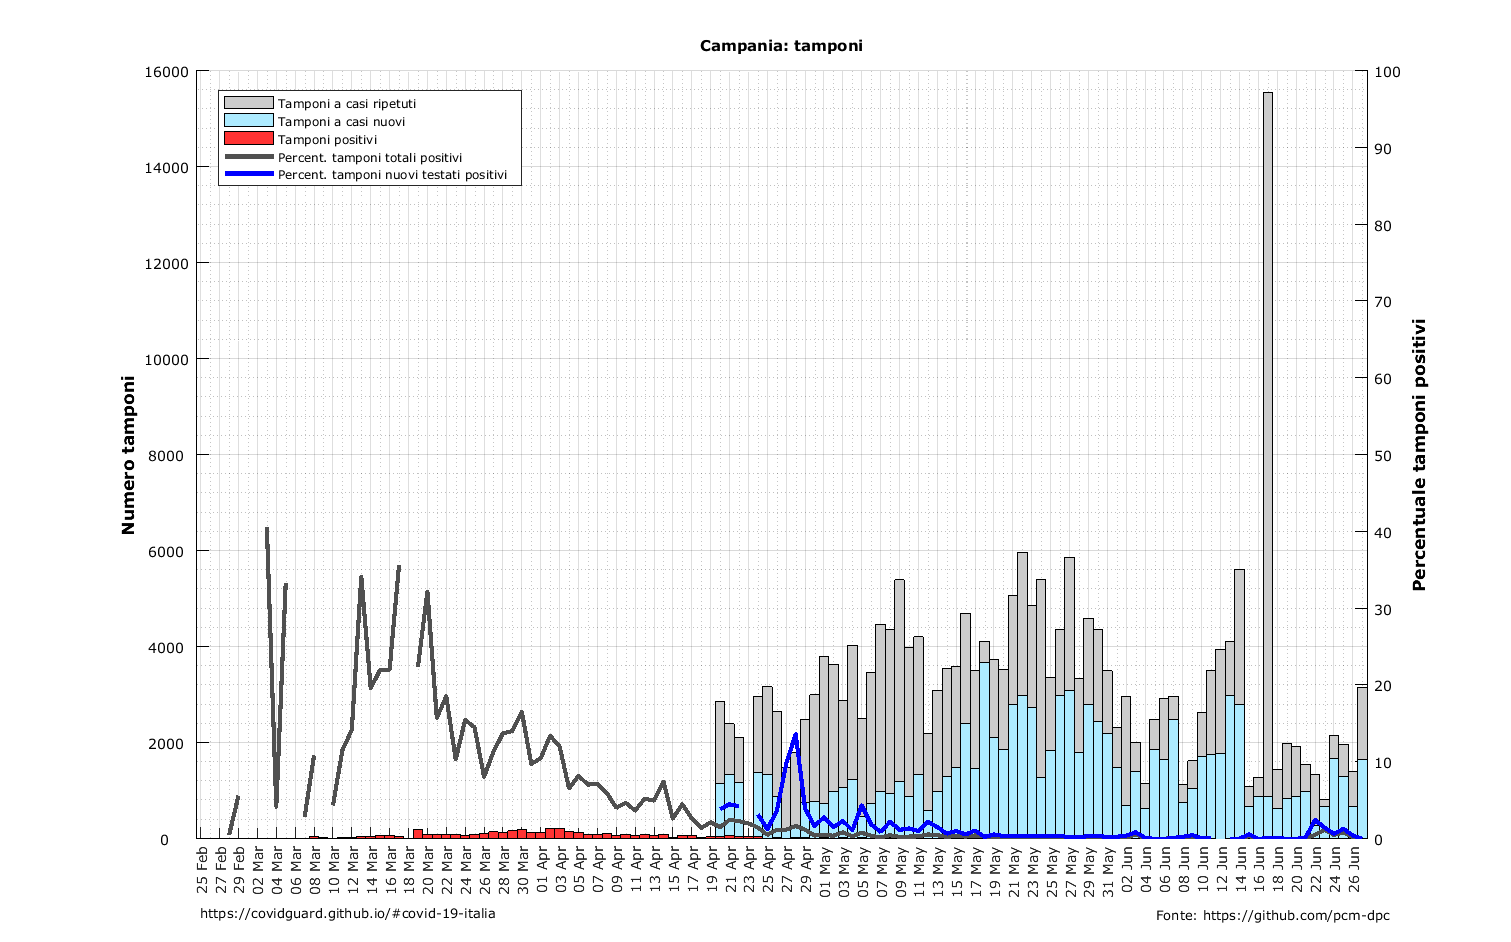 Campania: tamponi
16000
14000
12000
10000
8000
6000
4000
2000
0
Numero tamponi
Tamponi a casi ripetuti
Tamponi a casi nuovi
Tamponi positivi
Percent. tamponi totali positivi
Percent. tamponi nuovi testati positivi
100
90
80
70
60
50
40
30
20
10
0
Percentuale tamponi positivi
25 Feb
27 Feb
29 Feb
02 Mar
04 Mar
06 Mar
08 Mar
10 Mar
12 Mar
14 Mar
16 Mar
18 Mar
20 Mar
22 Mar
24 Mar
26 Mar
28 Mar
30 Mar
01 Apr
03 Apr
05 Apr
07 Apr
09 Apr
11 Apr
13 Apr
15 Apr
17 Apr
19 Apr
21 Apr
23 Apr
25 Apr
27 Apr
29 Apr
01 May
03 May
05 May
07 May
09 May
11 May
13 May
15 May
17 May
19 May
21 May
23 May
25 May
27 May
29 May
31 May
02 Jun
04 Jun
06 Jun
08 Jun
10 Jun
12 Jun
14 Jun
16 Jun
18 Jun
20 Jun
22 Jun
24 Jun
26 Jun
https://covidguard.github.io/#covid-19-italia
Fonte: https://github.com/pcm-dpc